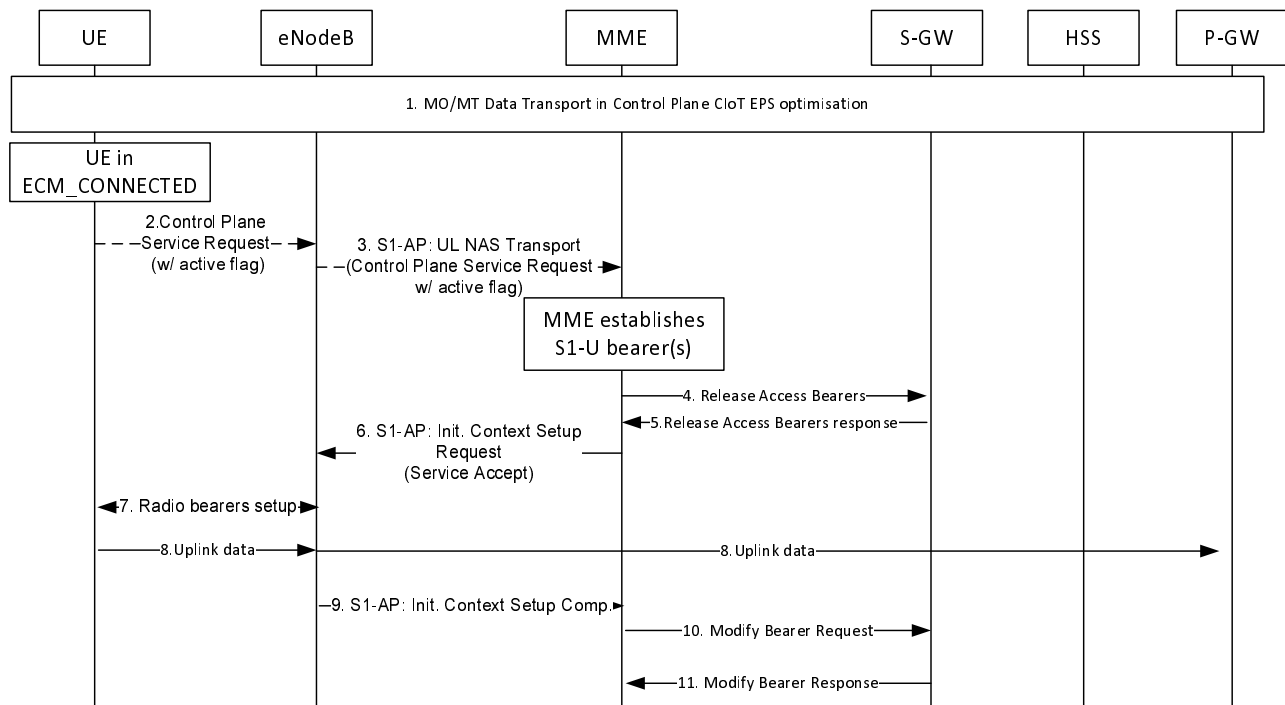 UE
eNodeB
MME
S-GW
HSS
P-GW
1. MO/MT Data Transport in Control Plane CIoT EPS optimisation
UE in
ECM_CONNECTED
2.Control Plane
Service Request
(w/ active flag)
3. S1-AP: UL NAS Transport
(Control Plane Service Request
w/ active flag)
MME establishes
S1-U bearer(s)
4. Release Access Bearers
5.Release Access Bearers response
6. S1-AP: Init. Context Setup
Request
(Service Accept)
7. Radio bearers setup
8.Uplink data
8.Uplink data
9. S1-AP: Init. Context Setup Comp.
10. Modify Bearer Request
11. Modify Bearer Response